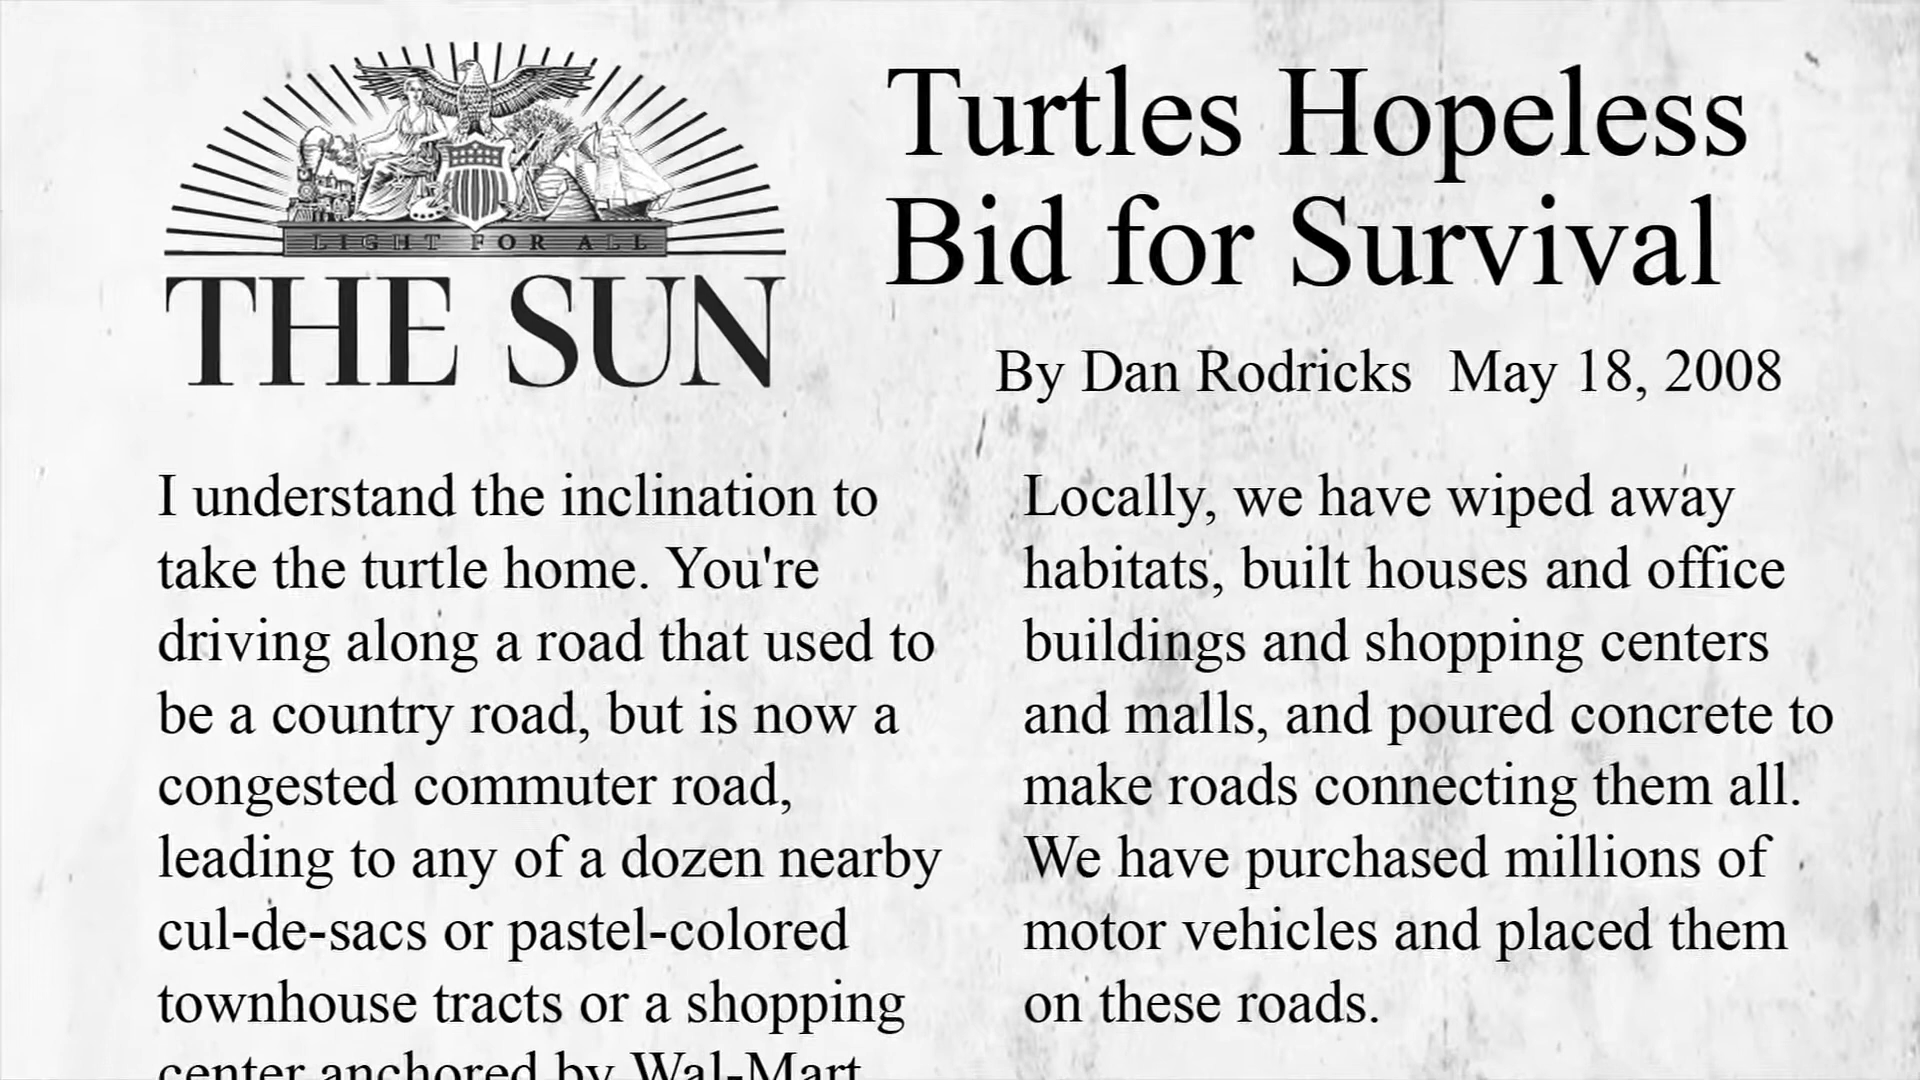 LIGHT FOR ALL
THE SUN
Turtles Hopeless
Bid for Survival
By Dan Rodricks May 18, 2008
I understand the inclination to
take the turtle home. You're
driving along a road that used to
be a country road, but is now a
congested commuter road,
leading to any of a dozen nearby
cul-de-sacs or pastel-colored
townhouse tracts or a shopping
center anchored by Wal-Mart
Locally, we have wiped away
habitats, built houses and office
buildings and shopping centers
and malls, and poured concrete to
make roads connecting them all.
We have purchased millions of
motor vehicles and placed them
on these roads.